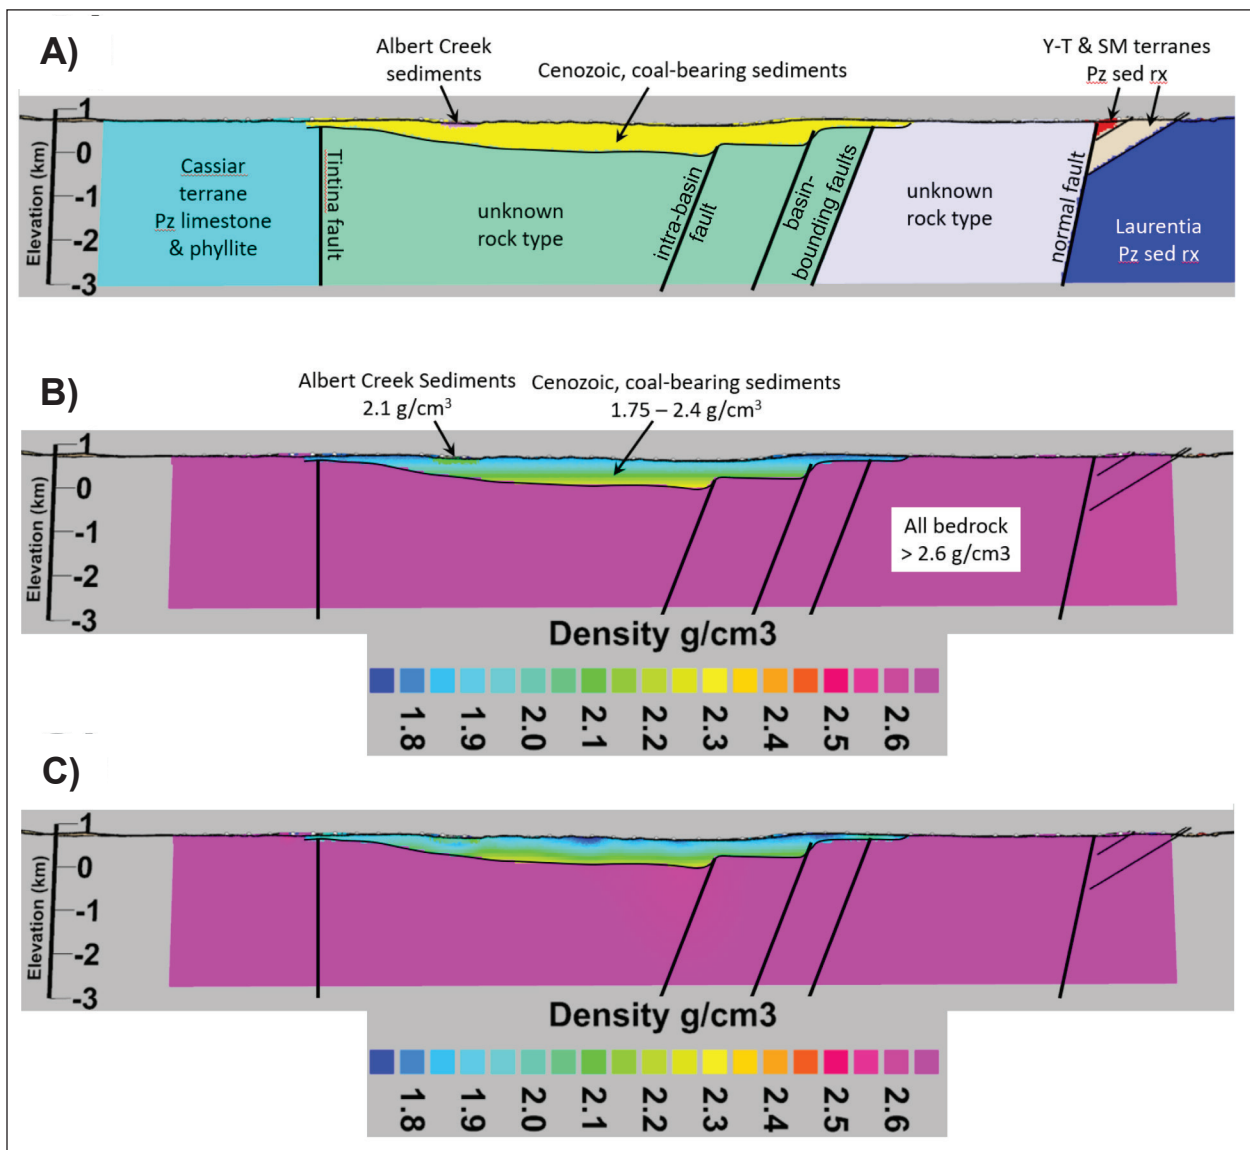 A)
Albert Creek
sediments
Cenozoic, coal-bearing sediments
Y-T & SM terranes
Pz sed rx
1
0
-1
-2
-3
Elevation (km)
Cassiar
terrane
Pz limestone
& phyllite
Tintina fault
unknown
rock type
intra-basin
fault
basin-
bounding faults
unknown
rock type
normal fault
Laurentia
Pz sed rx
B)
Albert Creek Sediments
2.1 g/cm³
Cenozoic, coal-bearing sediments
1.75 – 2.4 g/cm³
1
0
-1
-2
-3
Elevation (km)
All bedrock
> 2.6 g/cm3
Density g/cm3
1.8 1.9 2.0 2.1 2.2 2.3 2.4 2.5 2.6
C)
1
0
-1
-2
-3
Elevation (km)
Density g/cm3
1.8 1.9 2.0 2.1 2.2 2.3 2.4 2.5 2.6